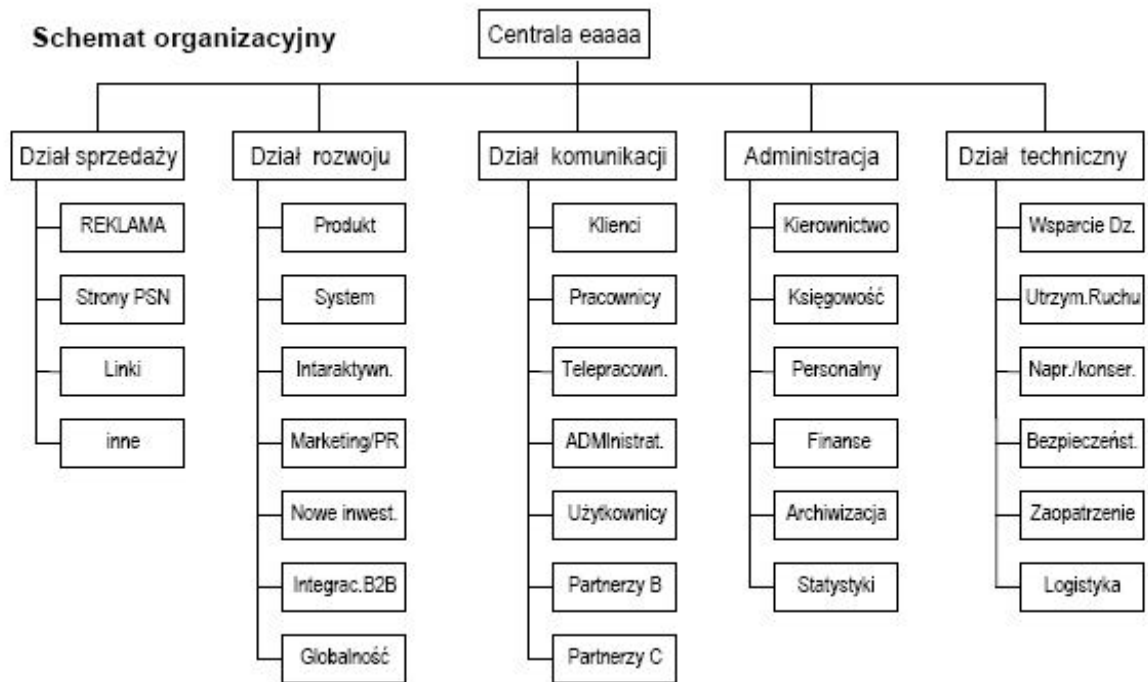 Schemat organizacyjny
Centrala eaaaa
Dział sprzedaży
REKLAMA
Strony PSN
Linki
inne
Dział rozwoju
Produkt
System
Intaraktywn.
Marketing/PR
Nowe inwest.
Integrac.B2B
Globalność
Dział komunikacji
Klienci
Pracownicy
Telepracown.
ADMInistrat.
Użytkownicy
Partnerzy B
Partnerzy C
Administracja
Kierownictwo
Księgowość
Personalny
Finanse
Archiwizacja
Statystyki
Dział techniczny
Wsparcie Dz.
Utrzym.Ruchu
Napr./konser.
Bezpieczeńst.
Zaopatrzenie
Logistyka